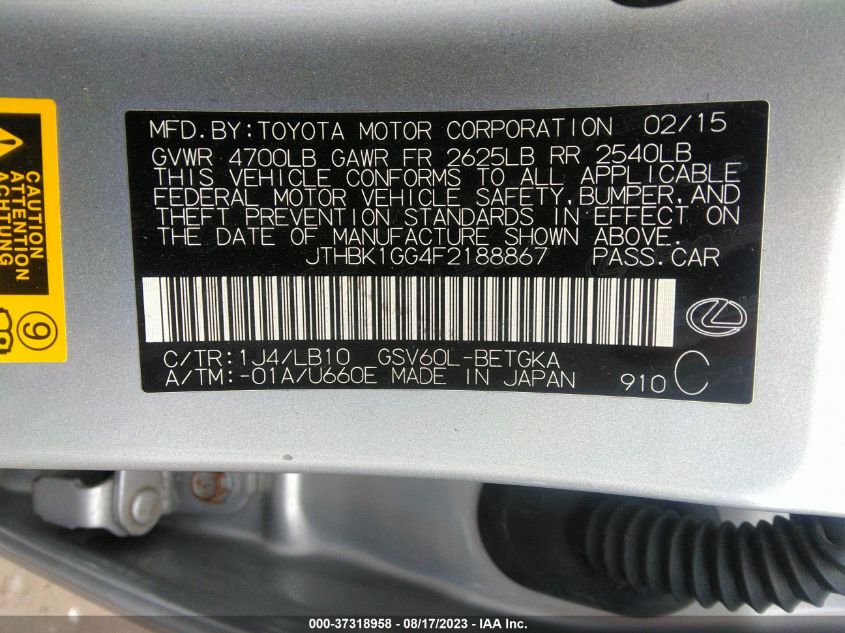 MFD.BY:TOYOTA MOTOR CORPORATION 02/15
GVWR 4700LB GAWR FR 2625LB RR 2540LB
THIS VEHICLE CONFORMS TO ALL APPLICABLE
FEDERAL MOTOR VEHICLE SAFETY,BUMPER,AND
THEFT PREVENTION STANDARDS IN EFFECT ON
THE DATE OF MANUFACTURE SHOWN ABOVE.
JTHBK1GG4F2188867 PASS.CAR
C/TR:1J4/LB10 GSV60L-BETGKA
A/TM:-01A/U660E MADE IN JAPAN 910 C
CAUTION
ATTENTION
ACHTUNG
9
000-37318958 - 08/17/2023 - IAA Inc.